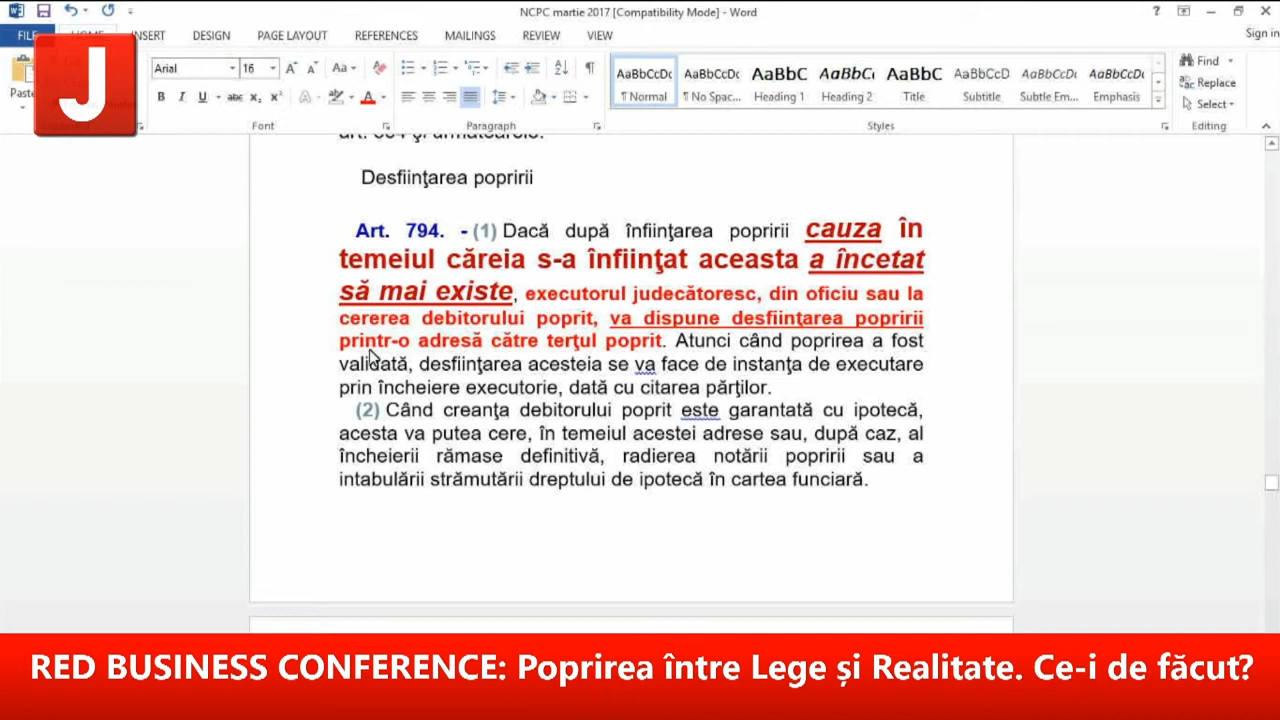 NCPC martie 2017 [Compatibility Mode] - Word
FILE INSERT DESIGN PAGE LAYOUT REFERENCES MAILINGS REVIEW VIEW Sign in
J
Arial 16 Aa
AaBbCcDc AaBbCcDc AaBbC AaBbCc AaBbC AaBbCcD AaBbCcDc AaBbCcDc
Find
Replace
Select
Paste
B I U abc X₂ X² A A
¶ Normal ¶ No Spac... Heading 1 Heading 2 Title Subtitle Subtle Em... Emphasis
Font Paragraph Styles Editing
Desfiinţarea popririi
Art. 794. - (1) Dacă după înfiinţarea popririi cauza în
temeiul căreia s-a înfiinţat aceasta a încetat
să mai existe, executorul judecătoresc, din oficiu sau la
cererea debitorului poprit, va dispune desfiinţarea popririi
printr-o adresă către terţul poprit. Atunci când poprirea a fost
validată, desfiinţarea acesteia se va face de instanţa de executare
prin încheiere executorie, dată cu citarea părţilor.
(2) Când creanţa debitorului poprit este garantată cu ipotecă,
acesta va putea cere, în temeiul acestei adrese sau, după caz, al
încheierii rămase definitivă, radierea notării popririi sau a
intabulării strămutării dreptului de ipotecă în cartea funciară.
RED BUSINESS CONFERENCE: Poprirea între Lege și Realitate. Ce-i de făcut?